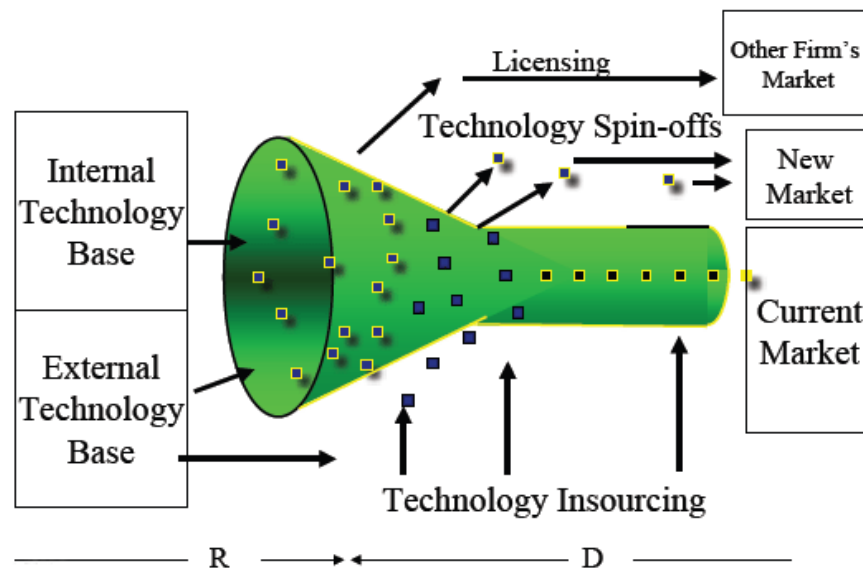 Other Firm's
Market
Licensing
Technology Spin-offs
Internal
Technology
Base
New
Market
External
Technology
Base
Current
Market
Technology Insourcing
R
D